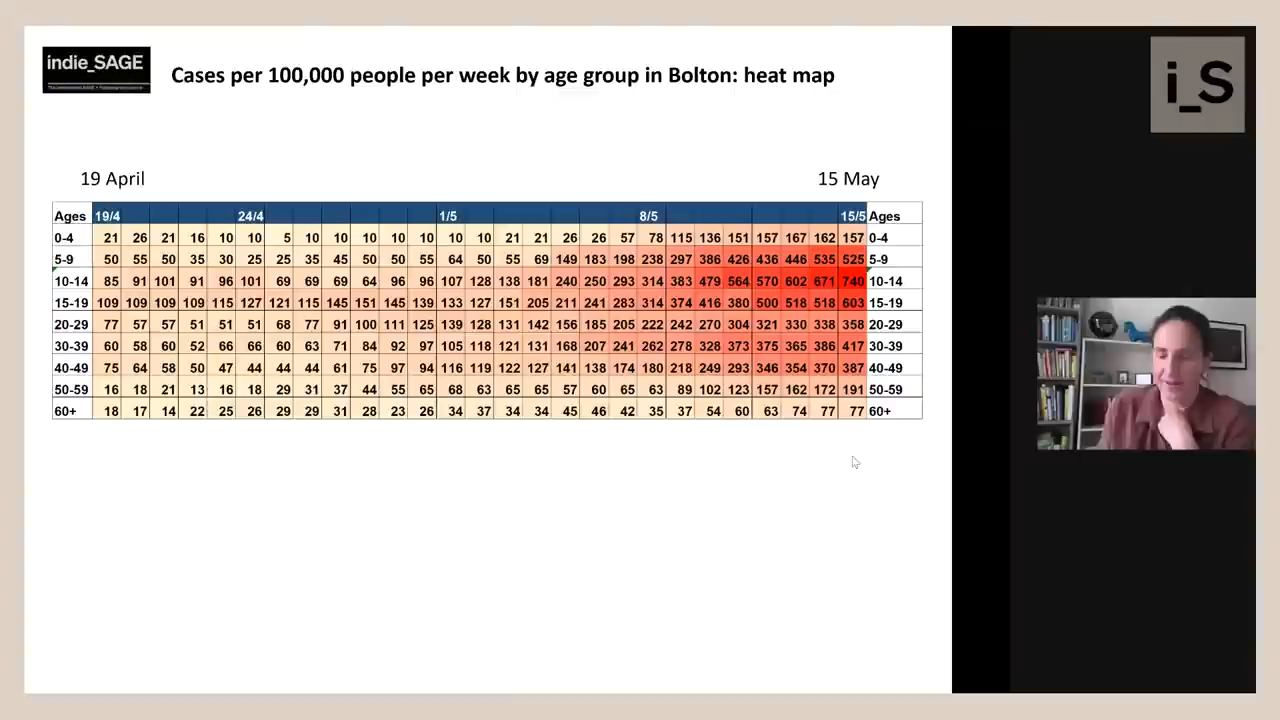 indie_SAGE
Cases per 100,000 people per week by age group in Bolton: heat map
i_S
19 April 15 May
Ages 19/4 24/4 1/5 8/5 15/5 Ages
0-4 21 26 21 16 10 10 5 10 10 10 10 10 10 10 21 21 26 26 57 78 115 136 151 157 167 162 157 0-4
5-9 50 55 50 35 30 25 25 35 45 50 50 55 64 50 55 69 149 183 198 238 297 386 426 436 446 535 525 5-9
10-14 85 91 101 91 96 101 69 69 69 64 96 96 107 128 138 181 240 250 293 314 383 479 564 570 602 671 740 10-14
15-19 109 109 109 109 115 127 121 115 145 151 145 139 133 127 151 205 211 241 283 314 374 416 380 500 518 518 603 15-19
20-29 77 57 57 51 51 51 68 77 91 100 111 125 139 128 131 142 156 185 205 222 242 270 304 321 330 338 358 20-29
30-39 60 58 60 52 66 66 60 63 71 84 92 97 105 118 121 131 168 207 241 262 278 328 373 375 365 386 417 30-39
40-49 75 64 58 50 47 44 44 44 61 75 97 94 116 119 122 127 141 138 174 180 218 249 293 346 354 370 387 40-49
50-59 16 18 21 13 16 18 29 31 37 44 55 65 68 63 65 65 57 60 65 63 89 102 123 157 162 172 191 50-59
60+ 18 17 14 22 25 26 29 29 31 28 23 26 34 37 34 34 45 46 42 35 37 54 60 63 74 77 77 60+